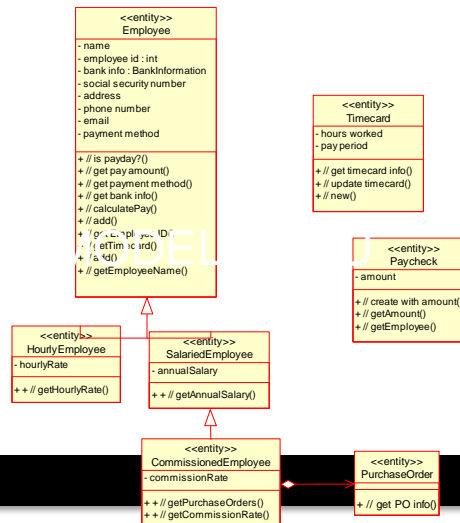 <<entity>>
Employee
- name
- employee id : int
- bank info : BankInformation
- social security number
- address
- phone number
- email
- payment method
+ // is payday?()
+ // get pay amount()
+ // get payment method()
+ // get bank info()
+ // calculatePay()
+ // add()
+ // get Employee ID()
+ // getTimecard()
+ // add()
+ // getEmployeeName()
<<entity>>
Timecard
- hours worked
- pay period
+ // get timecard info()
+ // update timecard()
+ // new()
<<entity>>
Paycheck
- amount
+ // create with amount(
+ // getAmount()
+ // getEmployee()
<<entity>>
HourlyEmployee
- hourlyRate
+ + // getHourlyRate()
<<entity>>
SalariedEmployee
- annualSalary
+ + // getAnnualSalary()
<<entity>>
CommissionedEmployee
- commissionRate
+ + // getPurchaseOrders()
+ + // getCommissionRate()
<<entity>>
PurchaseOrder
+ // get PO info()